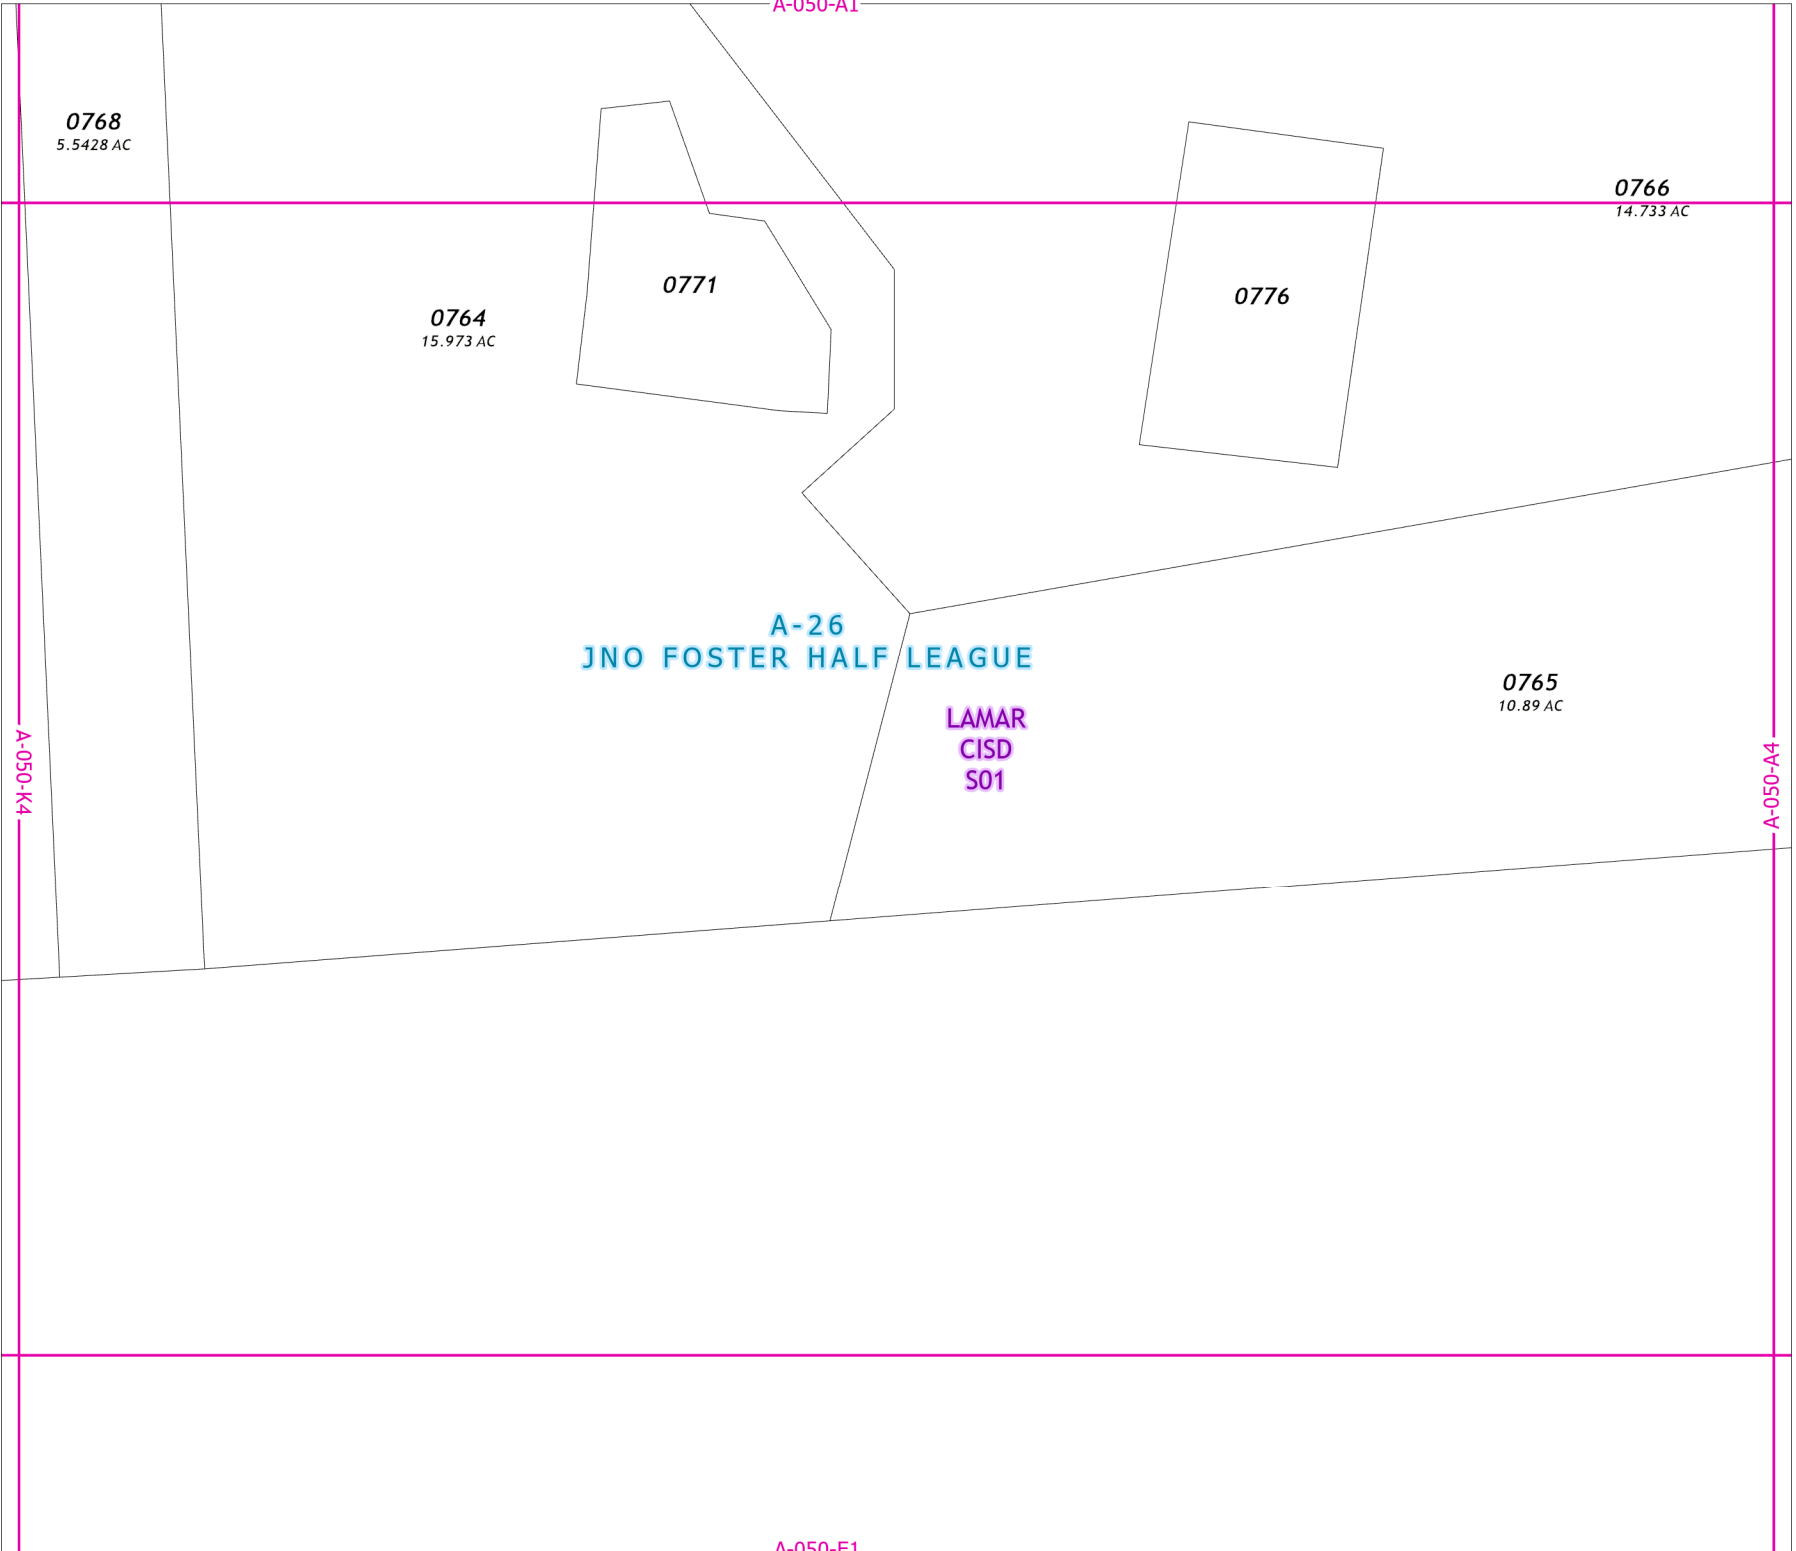 A-050-A1
0768
5.5428 AC
0766
14.733 AC
0771
0776
0764
15.973 AC
A-26
JNO FOSTER HALF LEAGUE
0765
10.89 AC
LAMAR
CISD
S01
A-050-K4
A-050-A4
A-050-E1